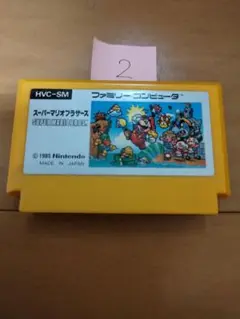 2
HVC-SM
ファミリーコンピュータ
スーパーマリオブラザーズ
SUPER MARIO BROS.
© 1985 Nintendo
MADE IN JAPAN